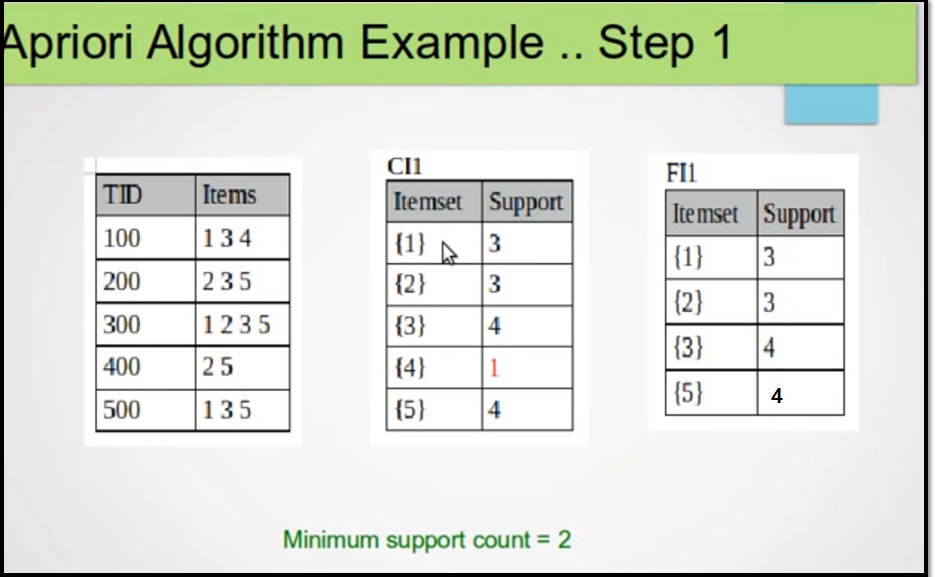 Apriori Algorithm Example .. Step 1
TID Items
100 1 3 4
200 2 3 5
300 1 2 3 5
400 2 5
500 1 3 5
CI1
Itemset Support
{1} 3
{2} 3
{3} 4
{4} 1
{5} 4
FI1
Itemset Support
{1} 3
{2} 3
{3} 4
{5} 4
Minimum support count = 2